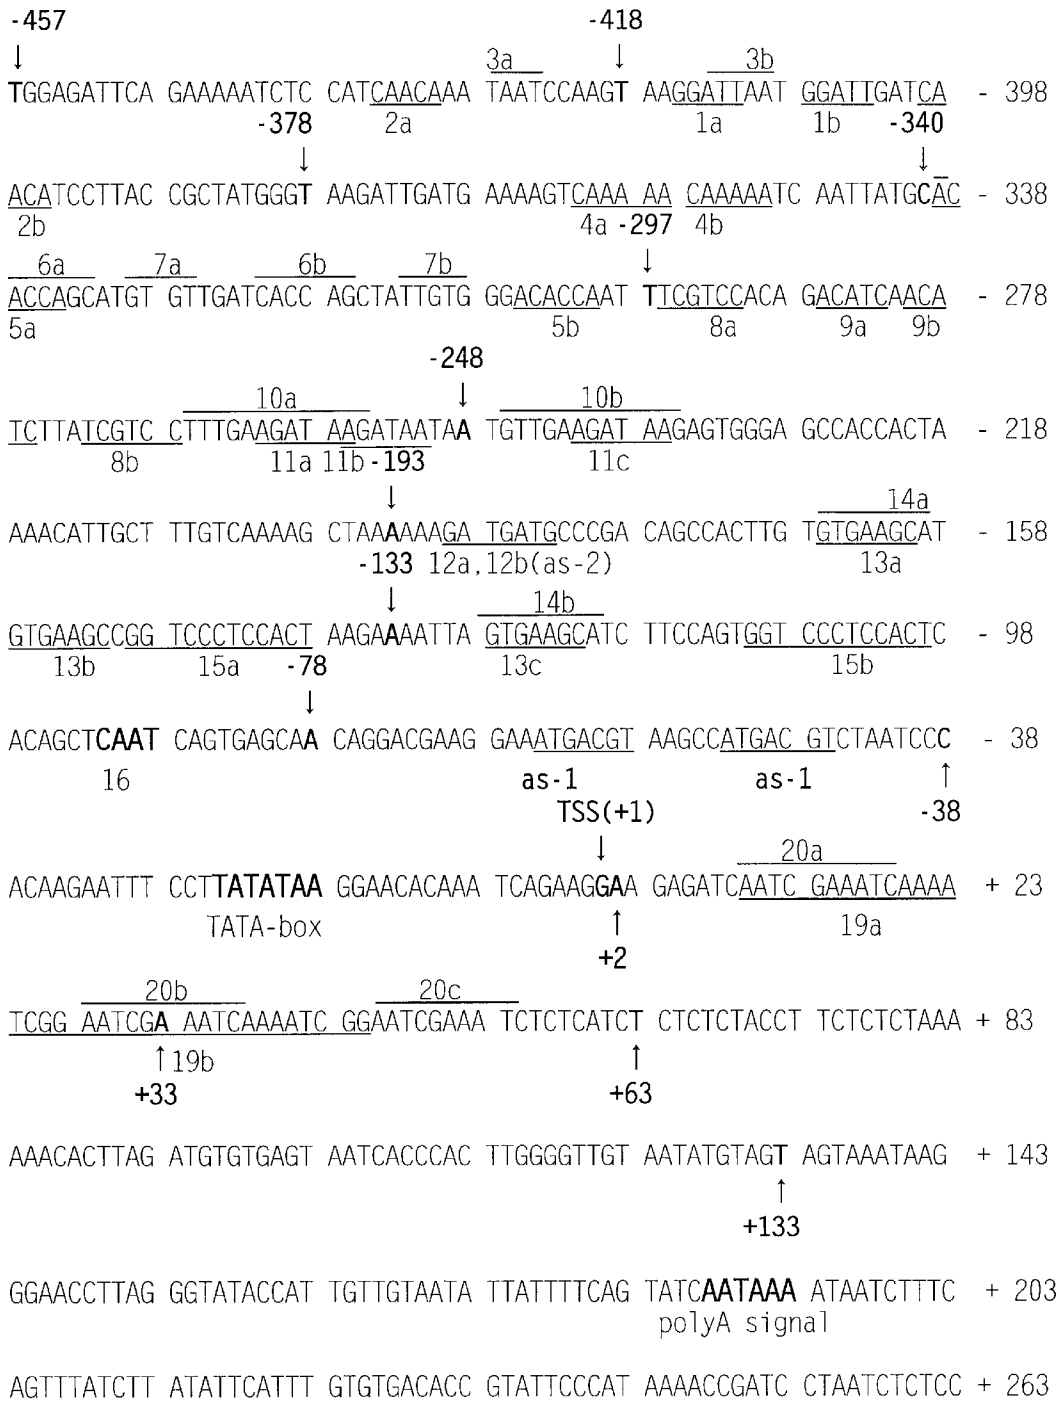 -457 -418
↓ ↓
3a 3b
TGGAGATTCA GAAAAATCTC CATCAACAAA TAATCCAAGT AAGGATTAAT GGATTGATCA - 398
-378 2a 1a 1b -340
↓ ↓
ACATCCTTAC CGCTATGGGT AAGATTGATG AAAAGTCAAA AA CAAAAATC AATTATGCAC - 338
2b 4a -297 4b
↓
6a 7a 6b 7b
ACCAGCATGT GTTGATCACC AGCTATTGTG GGACACCAAT TTCGTCCACA GACATCAACA - 278
5a 5b 8a 9a 9b
-248
↓
10a 10b
TCTTATCGTC CTTTGAAGAT AAGATAATAA TGTTGAAGAT AAGAGTGGGA GCCACCACTA - 218
8b 11a 11b -193 11c
↓
14a
AAACATTGCT TTGTCAAAAG CTAAAAAAGA TGATGCCCGA CAGCCACTTG TGTGAAGCAT - 158
-133 12a,12b(as-2) 13a
↓
14b
GTGAAGCCGG TCCCTCCACT AAGAAAATTA GTGAAGCATC TTCCAGTGGT CCCTCCACTC - 98
13b 15a -78 13c 15b
↓
ACAGCTCAAT CAGTGAGCAA CAGGACGAAG GAAATGACGT AAGCCATGAC GTCTAATCCC - 38
16 as-1 as-1 ↑
TSS(+1) -38
↓
20a
ACAAGAATTT CCTTATATAA GGAACACAAA TCAGAAGGAA GAGATCAATC GAAATCAAAA + 23
TATA-box ↑ 19a
+2
20b 20c
TCGG AATCGA AATCAAAATC GGAATCGAAA TCTCTCATCT CTCTCTACCT TCTCTCTAAA + 83
↑ 19b ↑
+33 +63
AAACACTTAG ATGTGTGAGT AATCACCCAC TTGGGGTTGT AATATGTAGT AGTAAATAAG + 143
↑
+133
GGAACCTTAG GGTATACCAT TGTTGTAATA TTATTTTCAG TATCAATAAA ATAATCTTTC + 203
polyA signal
AGTTTATCTT ATATTCATTT GTGTGACACC GTATTCCCAT AAAACCGATC CTAATCTCTCC + 263